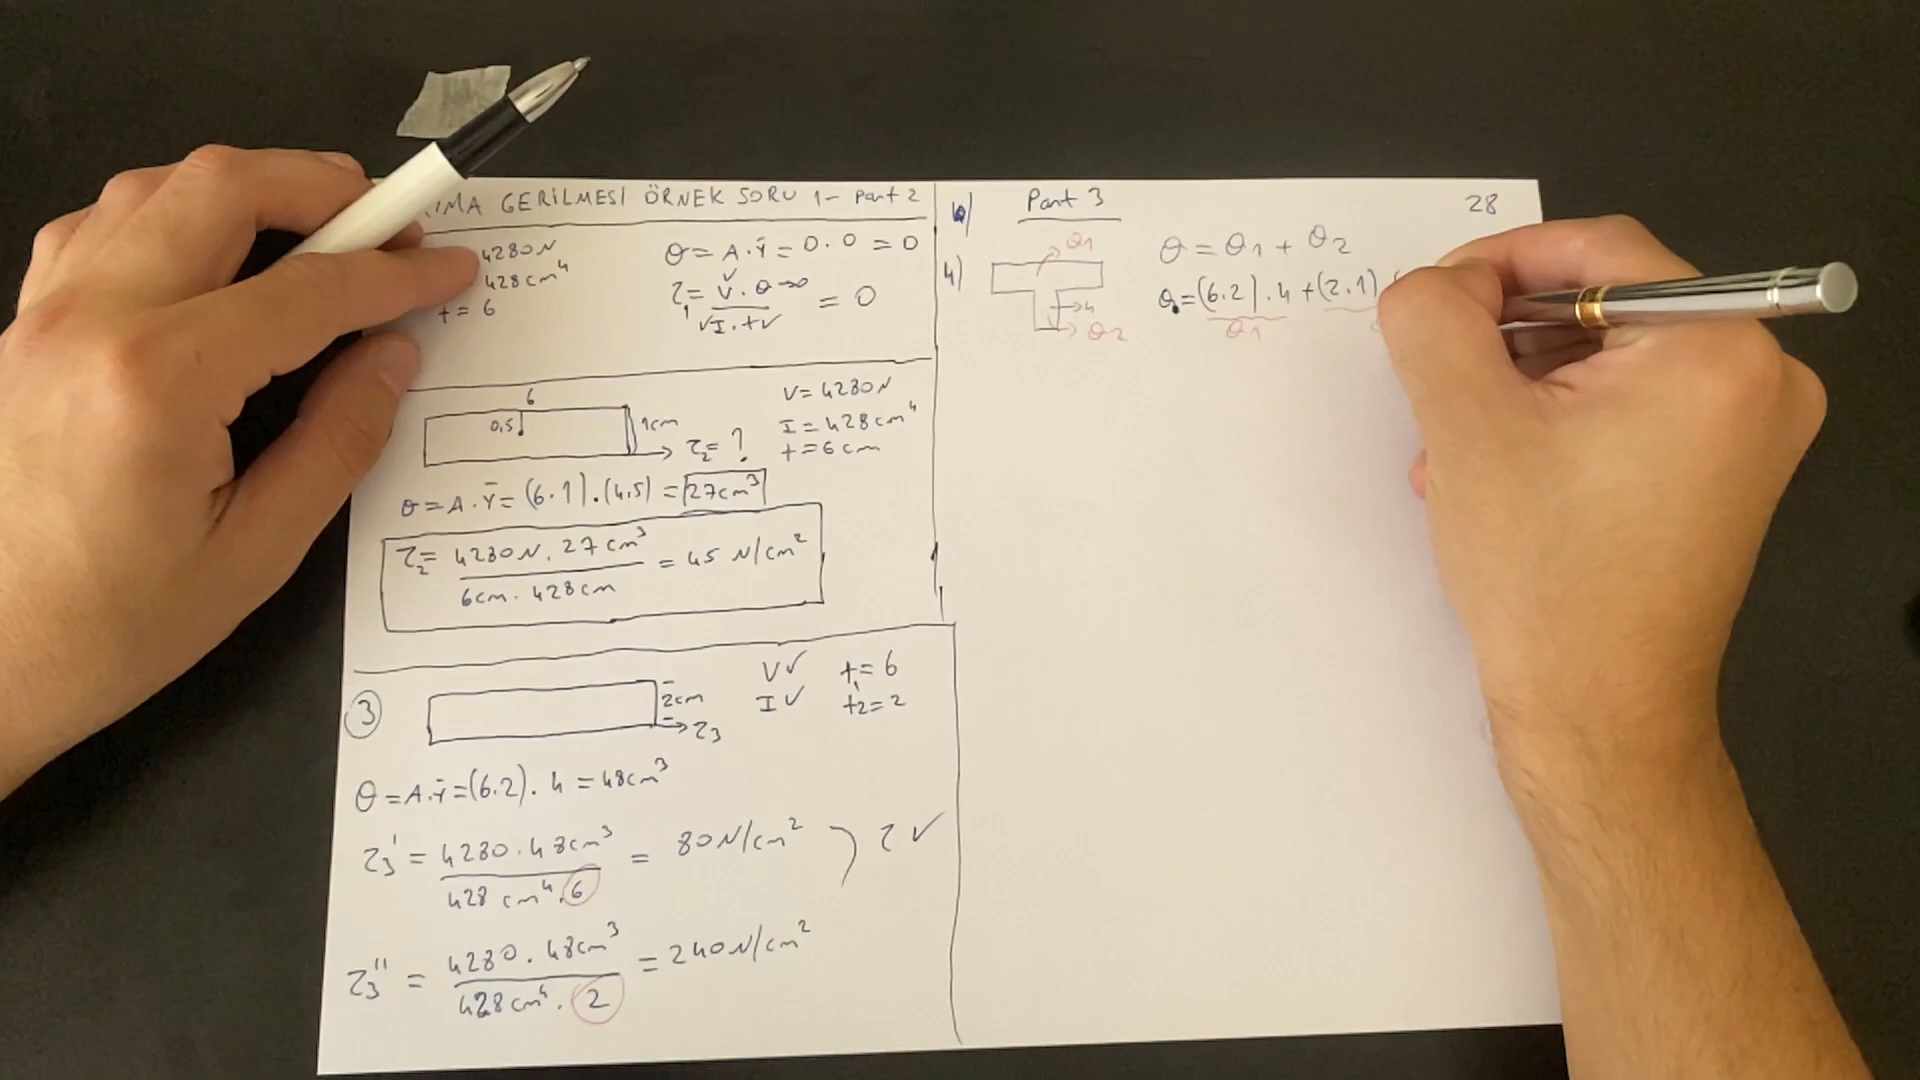 GERİLMESİ ÖRNEK SORU 1- Part 2
4280N
428cm⁴
t = 6
Q = A.Ȳ = 0.0 = 0
τ₁ = V.Q→0 / I.t = 0
6
0,5
1cm
τ₂ = ?
V = 4280N
I = 428cm⁴
t = 6cm
Q = A.Ȳ = (6.1).(4,5) = 27cm³
τ₂ = 4280N. 27cm³ / 6cm. 428cm = 45 N/cm²
3
2cm
τ₃
V✓ t₁ = 6
I✓ t₂ = 2
Q = A.Ȳ = (6.2). 4 = 48cm³
τ₃' = 4280.48cm³ / 428 cm⁴.6 = 80N/cm² ) τ ✓
τ₃'' = 4280.48cm³ / 428cm⁴. 2 = 240N/cm²
b) Part 3 28
4)
Q1
4
Q2
Q = Q1 + Q2
Q = (6.2).4 + (2.1)
Q1